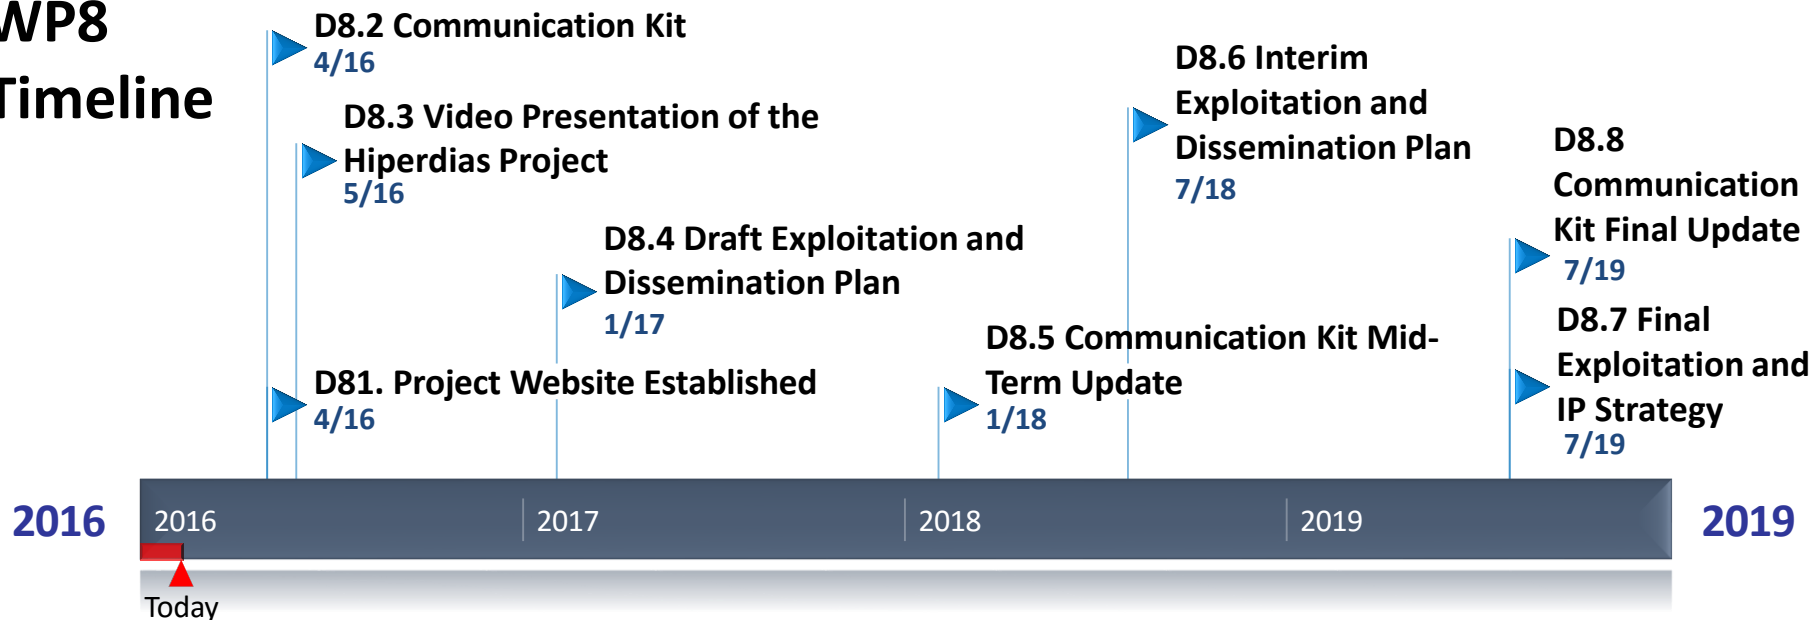 WP8
Timeline
D8.2 Communication Kit
4/16
D8.3 Video Presentation of the
Hiperdias Project
5/16
D8.4 Draft Exploitation and
Dissemination Plan
1/17
D81. Project Website Established
4/16
D8.5 Communication Kit Mid-
Term Update
1/18
D8.6 Interim
Exploitation and
Dissemination Plan
7/18
D8.8
Communication
Kit Final Update
7/19
D8.7 Final
Exploitation and
IP Strategy
7/19
2016
2016
2017
2018
2019
2019
Today